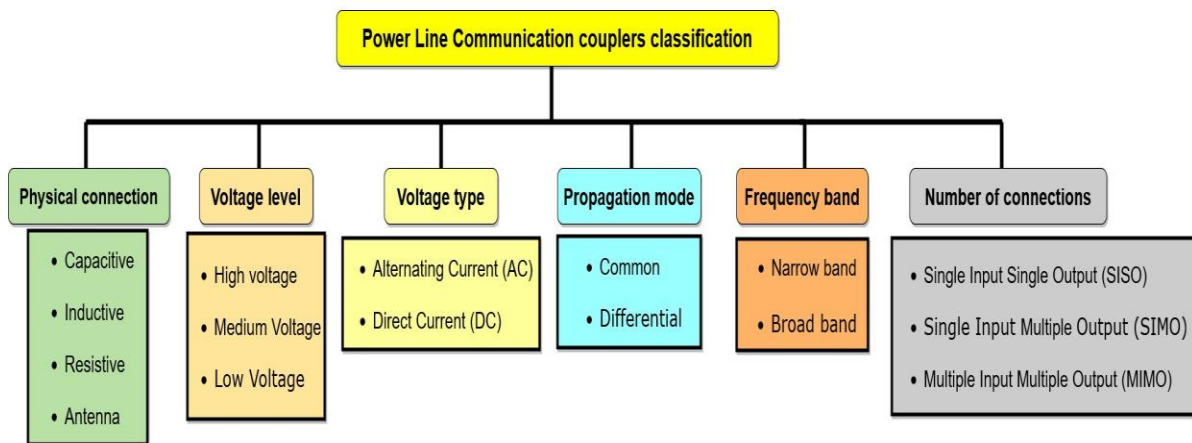 Power Line Communication couplers classification
Physical connection
• Capacitive
• Inductive
• Resistive
• Antenna
Voltage level
• High voltage
• Medium Voltage
• Low Voltage
Voltage type
• Alternating Current (AC)
• Direct Current (DC)
Propagation mode
• Common
• Differential
Frequency band
• Narrow band
• Broad band
Number of connections
• Single Input Single Output (SISO)
• Single Input Multiple Output (SIMO)
• Multiple Input Multiple Output (MIMO)